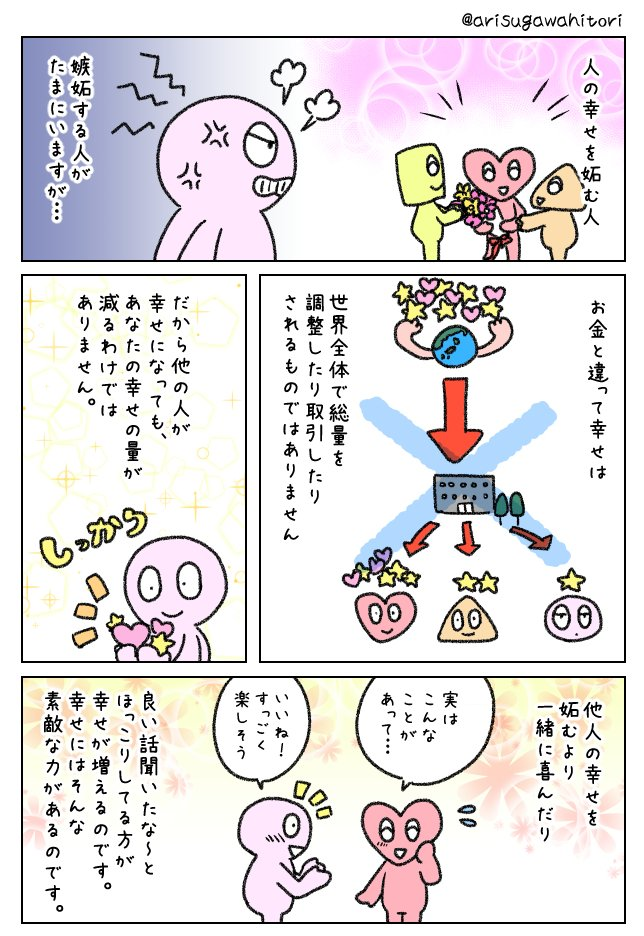 @arisugawahitori
人の幸せを妬む人
嫉妬する人が
たまにいますが…
お金と違って幸せは
世界全体で総量を
調整したり取引したり
されるものではありません
だから他の人が
幸せになっても、
あなたの幸せの量が
減るわけでは
ありません。
しっかり
他人の幸せを
妬むより
一緒に喜んだり
実は
こんな
ことが
あって…
いいね!
すっごく
楽しそう
良い話聞いたな〜と
ほっこりしてる方が
幸せが増えるのです。
幸せにはそんな
素敵な力があるのです。